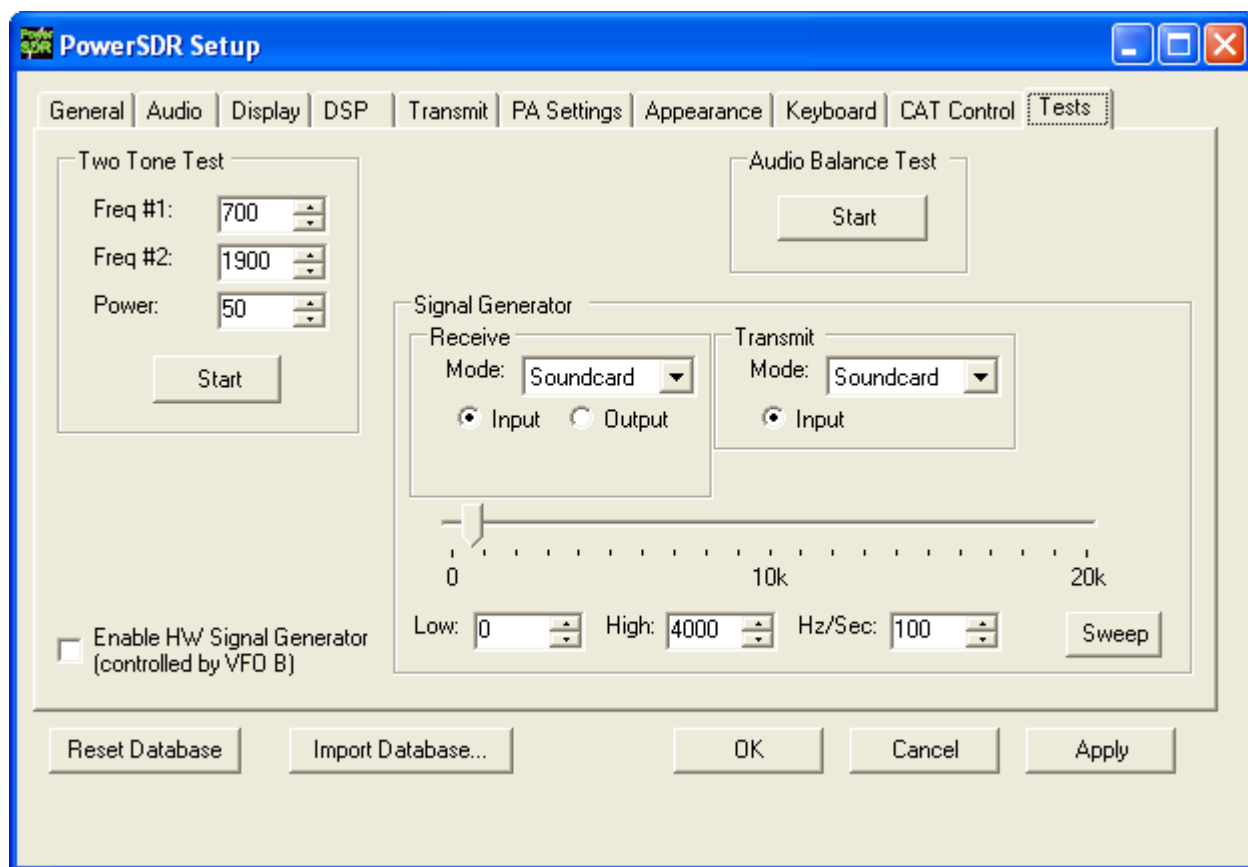 Power SDR PowerSDR Setup
General Audio Display DSP Transmit PA Settings Appearance Keyboard CAT Control Tests
Two Tone Test
Freq #1: 700
Freq #2: 1900
Power: 50
Start
Audio Balance Test
Start
Signal Generator
Receive
Mode: Soundcard
Input Output
Transmit
Mode: Soundcard
Input
0 10k 20k
Low: 0 High: 4000 Hz/Sec: 100 Sweep
Enable HW Signal Generator
(controlled by VFO B)
Reset Database Import Database... OK Cancel Apply